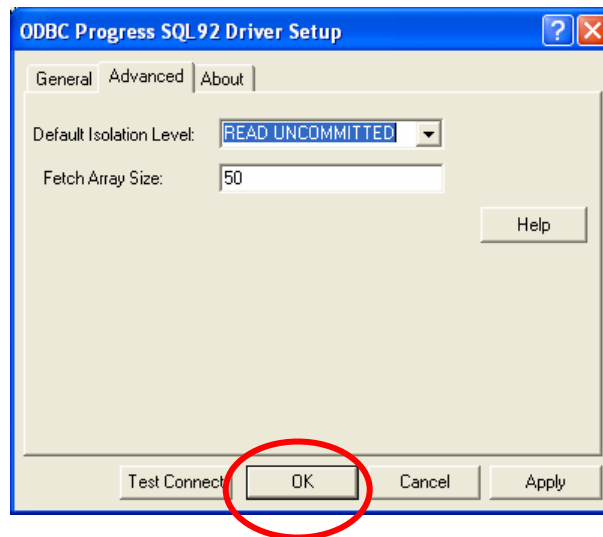 ODBC Progress SQL92 Driver Setup
General Advanced About
Default Isolation Level: READ UNCOMMITTED
Fetch Array Size: 50
Help
Test Connect OK Cancel Apply